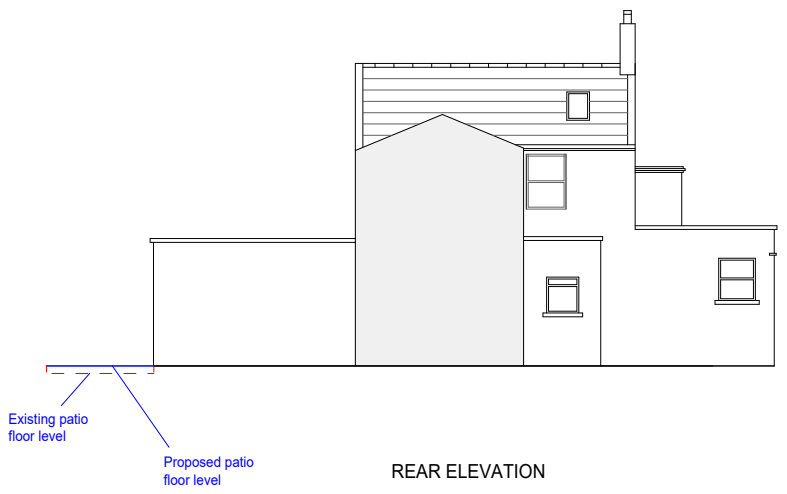 Existing patio
floor level
Proposed patio
floor level
REAR ELEVATION